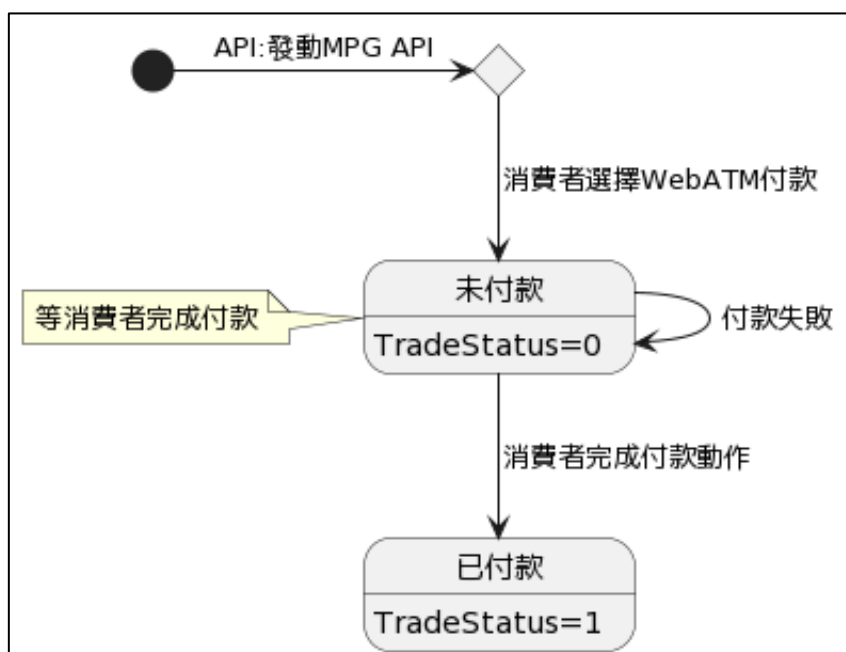 API:發動MPG API
消費者選擇WebATM付款
未付款
等消費者完成付款
TradeStatus=0
付款失敗
消費者完成付款動作
已付款
TradeStatus=1